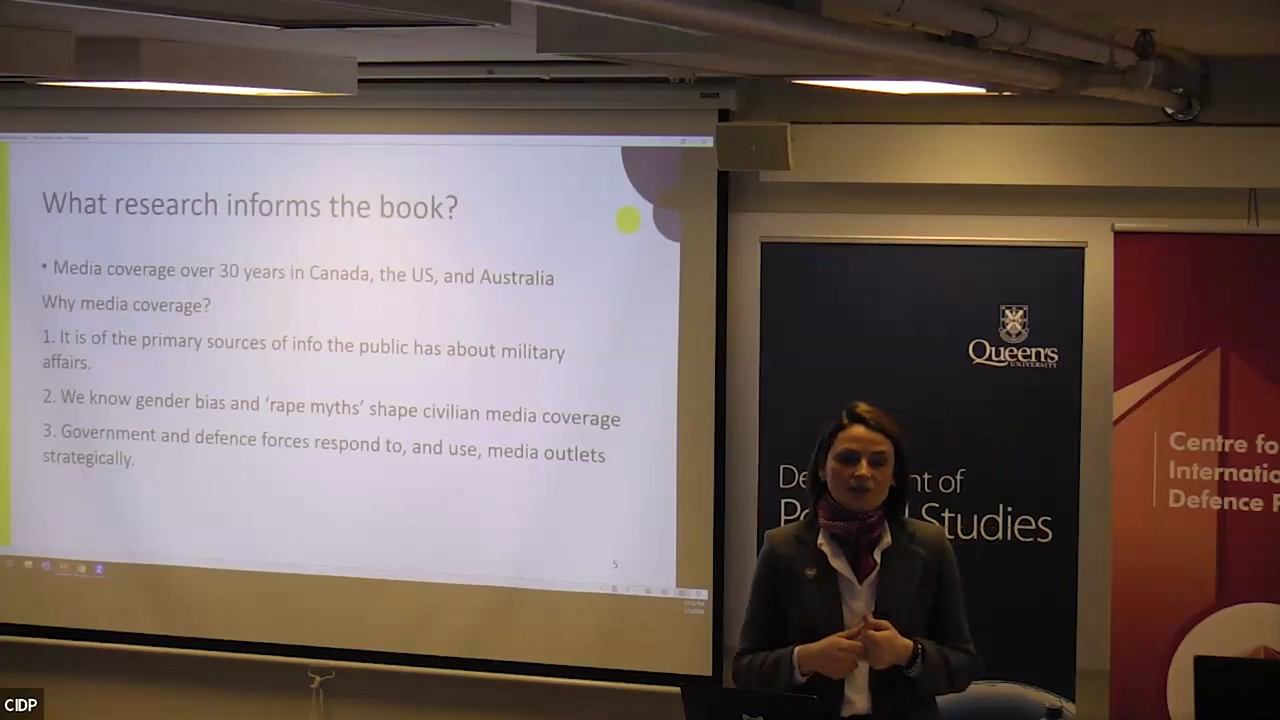 What research informs the book?
• Media coverage over 30 years in Canada, the US, and Australia
Why media coverage?
1. It is of the primary sources of info the public has about military
affairs.
2. We know gender bias and ‘rape myths’ shape civilian media coverage
3. Government and defence forces respond to, and use, media outlets
strategically.
5
Queen's
UNIVERSITY
De nt of
P Studies
Centre fo
Internatio
Defence P
CIDP